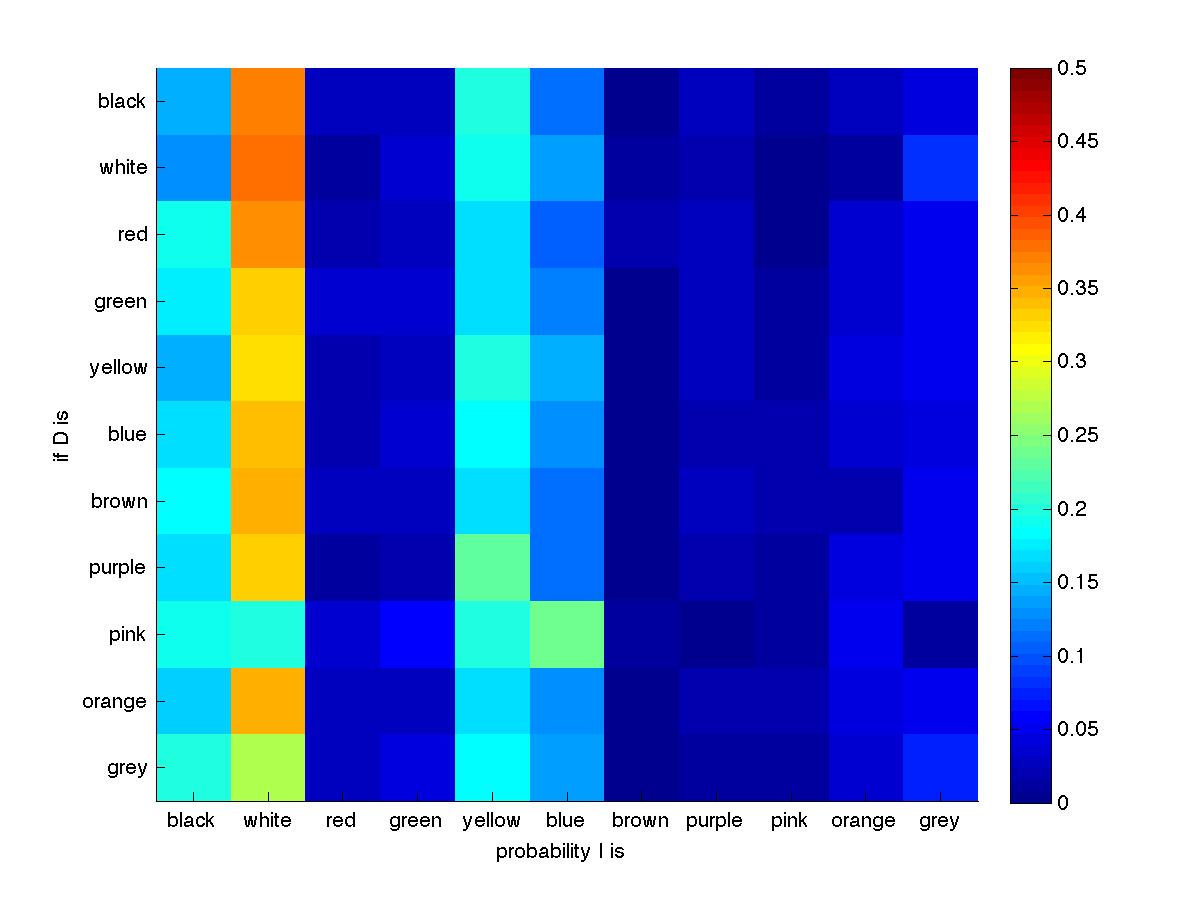 black
white
red
green
yellow
blue
brown
purple
pink
orange
grey
if D is
black white red green yellow blue brown purple pink orange grey
probability I is
0.5
0.45
0.4
0.35
0.3
0.25
0.2
0.15
0.1
0.05
0